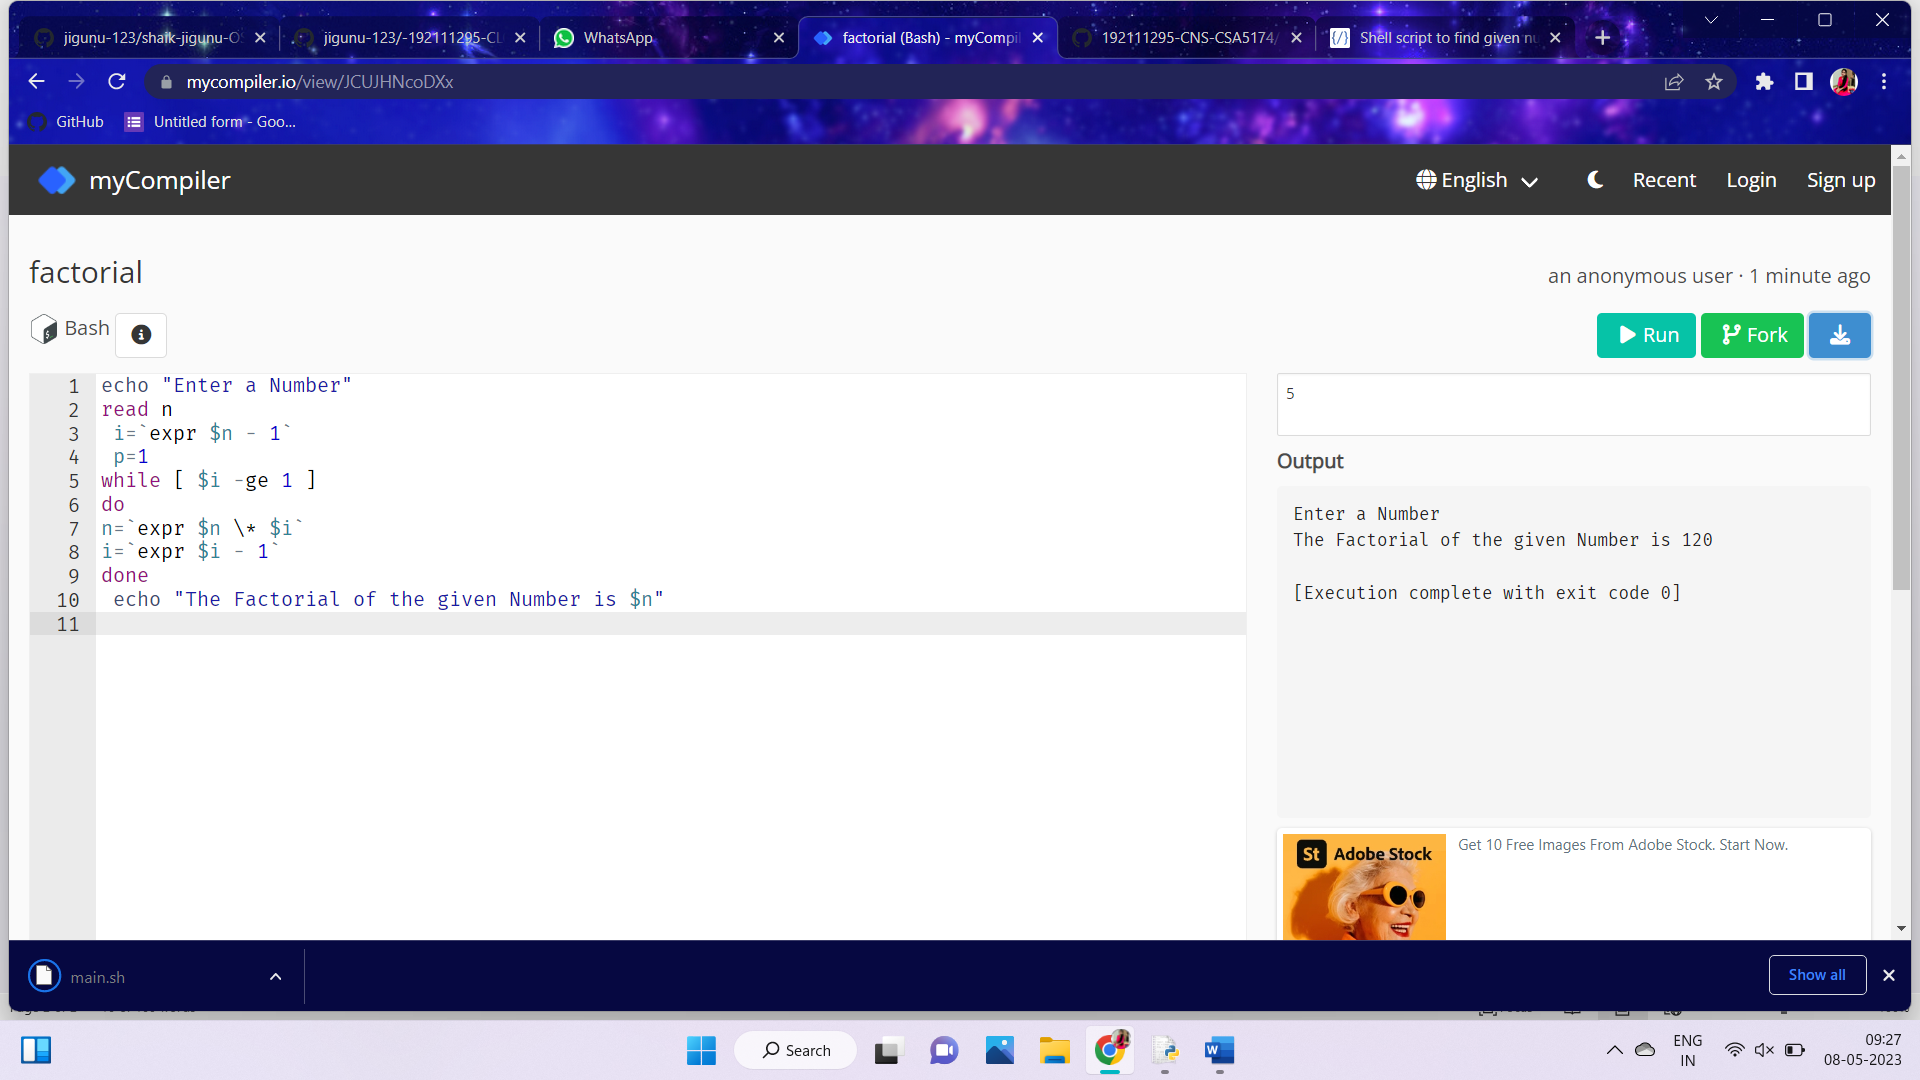 jigunu-123/shaik-jigunu-O
jigunu-123/-192111295-CL
WhatsApp
factorial (Bash) - myCompil
192111295-CNS-CSA5174/
Shell script to find given nu
mycompiler.io/view/JCUJHNcoDXx
GitHub
Untitled form - Goo...
myCompiler
English
Recent
Login
Sign up
factorial
an anonymous user · 1 minute ago
Bash
Run
Fork
1 echo "Enter a Number"
2 read n
3 i=`expr $n - 1`
4 p=1
5 while [ $i -ge 1 ]
6 do
7 n=`expr $n \* $i`
8 i=`expr $i - 1`
9 done
10 echo "The Factorial of the given Number is $n"
11
5
Output
Enter a Number
The Factorial of the given Number is 120
[Execution complete with exit code 0]
St Adobe Stock
Get 10 Free Images From Adobe Stock. Start Now.
main.sh
Show all
Search
ENG
IN
09:27
08-05-2023